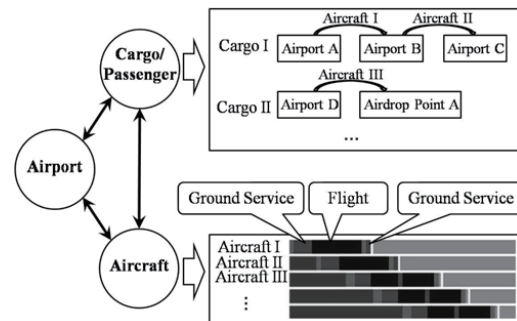 Cargo/
Passenger
Airport
Aircraft
Aircraft I
Aircraft II
Cargo I
Airport A
Airport B
Airport C
Aircraft III
Cargo II
Airport D
Airdrop Point A
...
Ground Service
Flight
Ground Service
Aircraft I
Aircraft II
Aircraft III
⋮